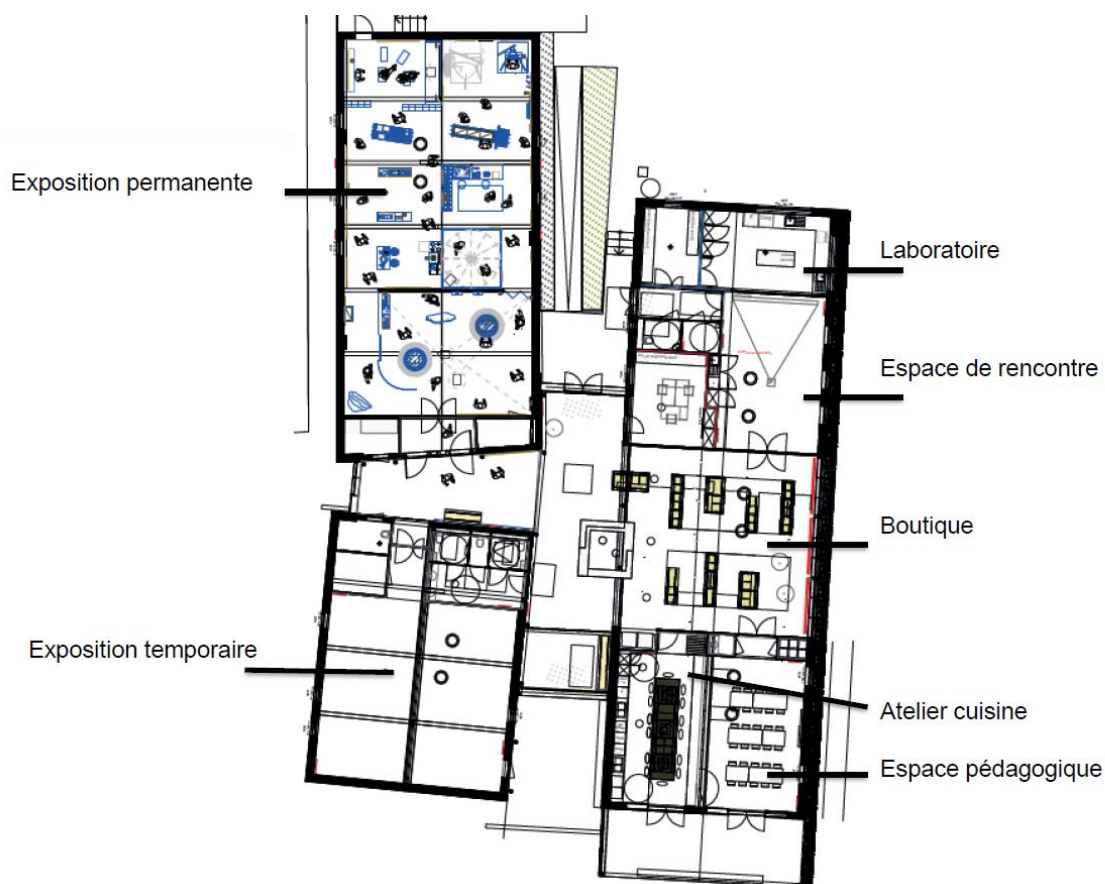 Exposition permanente
Laboratoire
Espace de rencontre
Boutique
Exposition temporaire
Atelier cuisine
Espace pédagogique